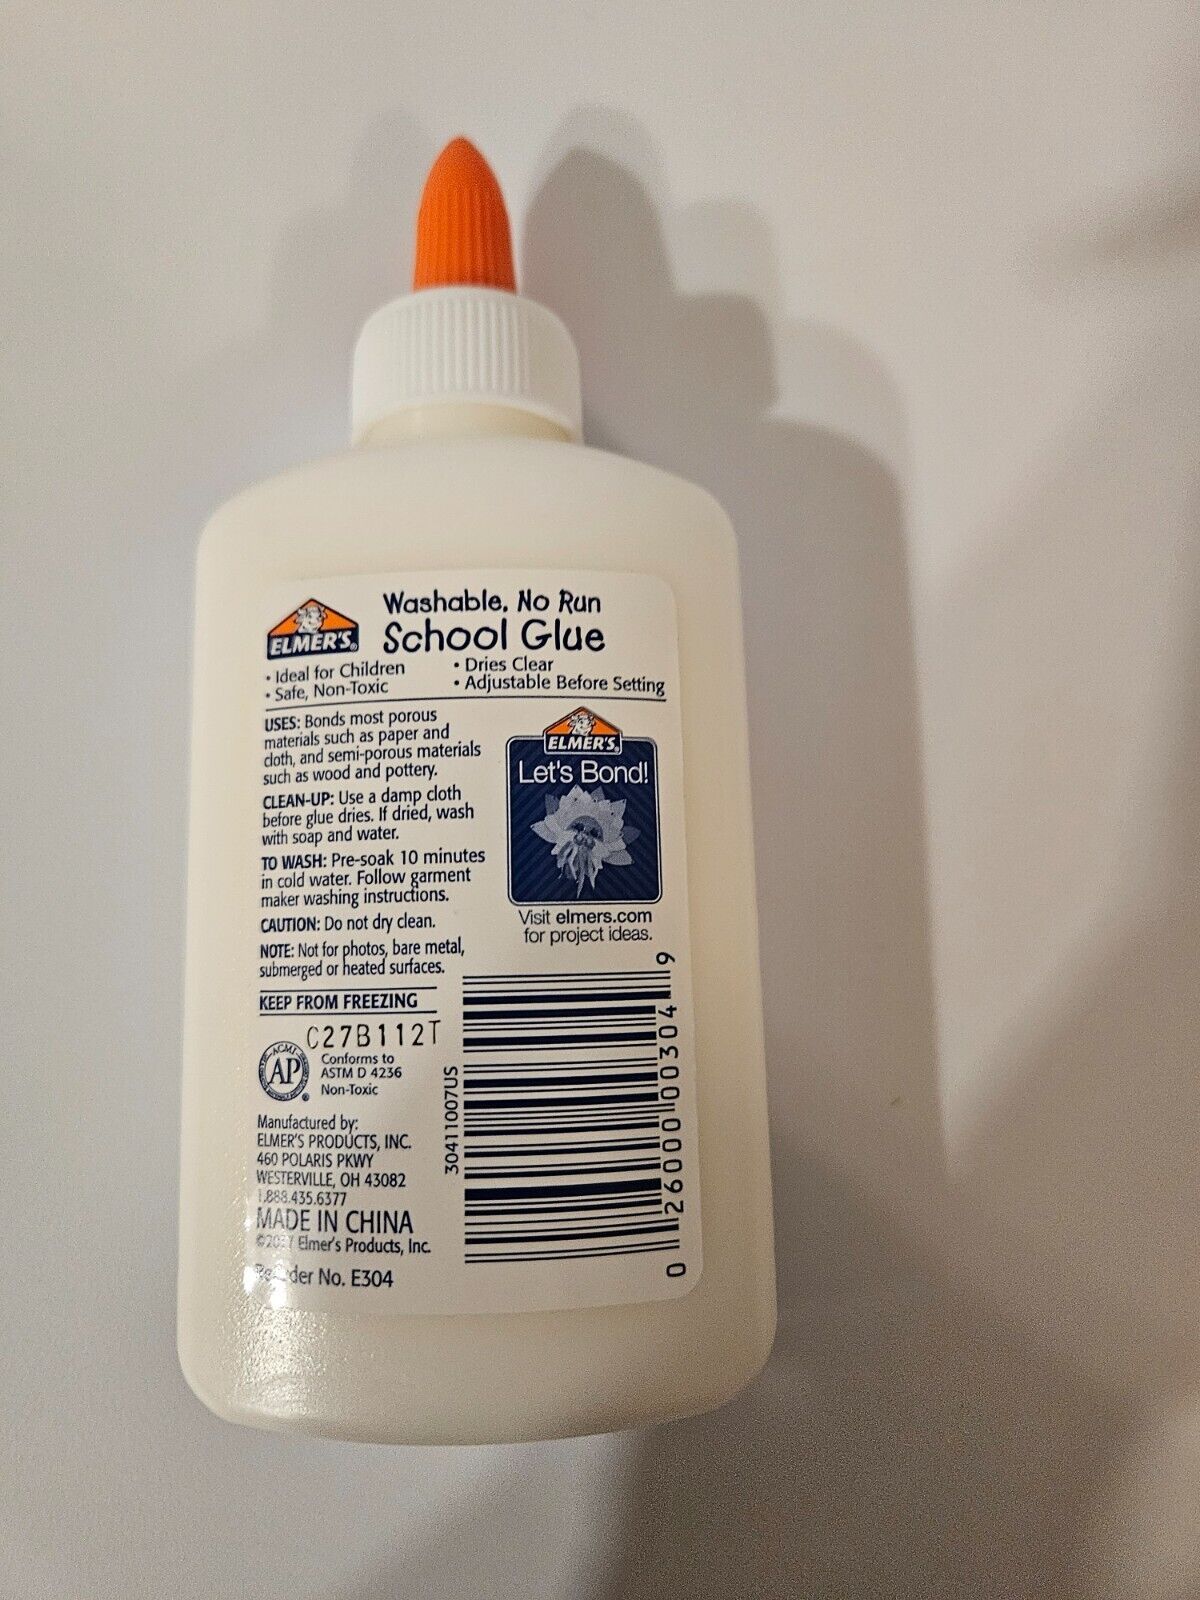 Washable, No Run
School Glue
ELMER'S®
• Ideal for Children
• Safe, Non-Toxic
• Dries Clear
• Adjustable Before Setting
USES: Bonds most porous
materials such as paper and
cloth, and semi-porous materials
such as wood and pottery.
CLEAN-UP: Use a damp cloth
before glue dries. If dried, wash
with soap and water.
TO WASH: Pre-soak 10 minutes
in cold water. Follow garment
maker washing instructions.
CAUTION: Do not dry clean.
NOTE: Not for photos, bare metal,
submerged or heated surfaces.
KEEP FROM FREEZING
C27B112T
ACMI
AP
Conforms to
ASTM D 4236
Non-Toxic
Manufactured by:
ELMER'S PRODUCTS, INC.
460 POLARIS PKWY
WESTERVILLE, OH 43082
1.888.435.6377
MADE IN CHINA
Elmer's Products, Inc.
No. E304
ELMER'S
Let's Bond!
Visit elmers.com
for project ideas.
30411007US
0 26000 00304 9